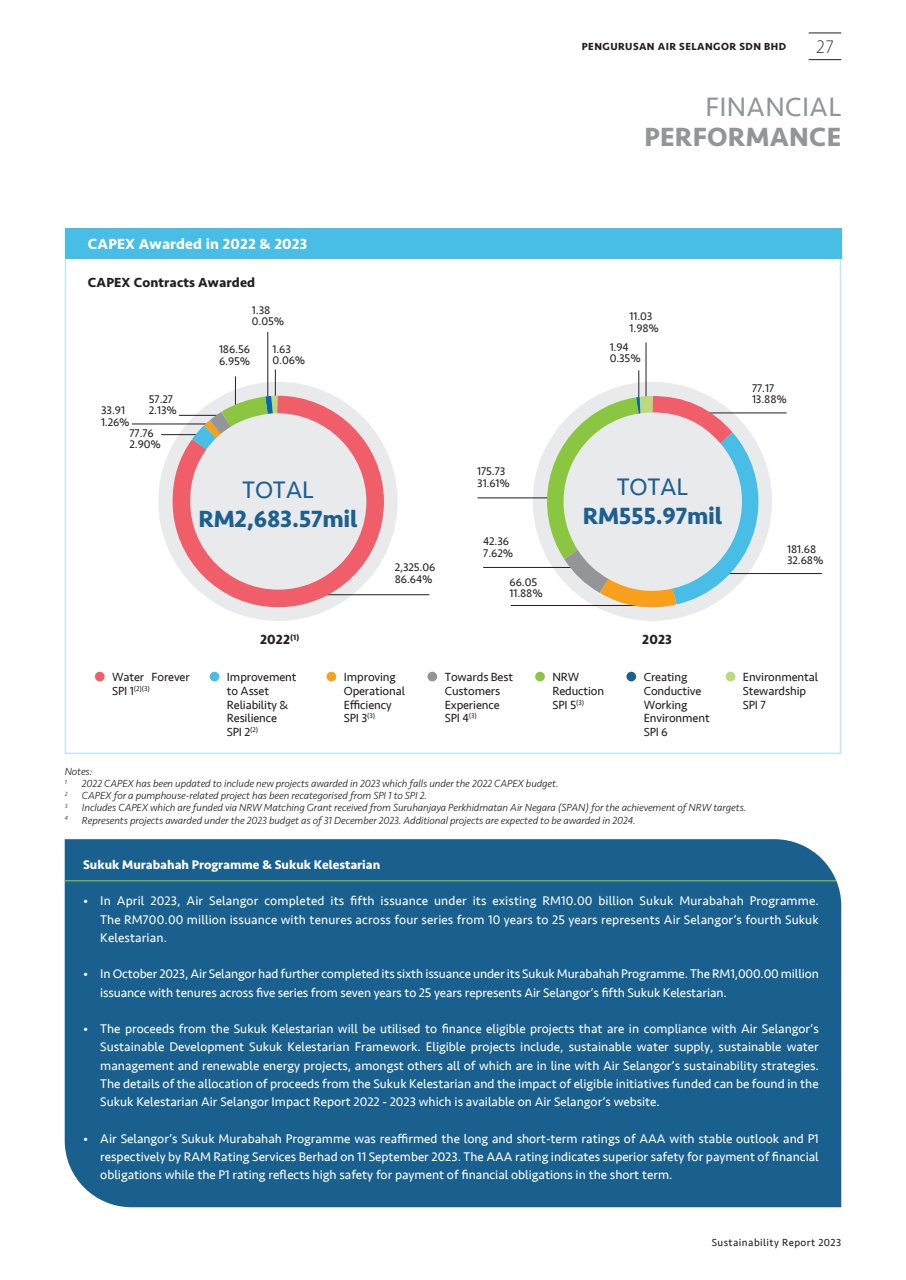 PENGURUSAN AIR SELANGOR SDN BHD
27
FINANCIAL
PERFORMANCE
CAPEX Awarded in 2022 & 2023
CAPEX Contracts Awarded
1.38
0.05%
186.56
6.95%
1.63
0.06%
57.27
2.13%
33.91
1.26%
77.76
2.90%
TOTAL
RM2,683.57mil
2,325.06
86.64%
2022(1)
11.03
1.98%
1.94
0.35%
77.17
13.88%
175.73
31.61%
TOTAL
RM555.97mil
42.36
7.62%
181.68
32.68%
66.05
11.88%
2023
Water Forever
SPI 1(2)(3)
Improvement
to Asset
Reliability &
Resilience
SPI 2(2)
Improving
Operational
Efficiency
SPI 3(3)
Towards Best
Customers
Experience
SPI 4(3)
NRW
Reduction
SPI 5(3)
Creating
Conductive
Working
Environment
SPI 6
Environmental
Stewardship
SPI 7
Notes:
1 2022 CAPEX has been updated to include new projects awarded in 2023 which falls under the 2022 CAPEX budget.
2 CAPEX for a pumphouse-related project has been recategorised from SPI 1 to SPI 2.
3 Includes CAPEX which are funded via NRW Matching Grant received from Suruhanjaya Perkhidmatan Air Negara (SPAN) for the achievement of NRW targets.
4 Represents projects awarded under the 2023 budget as of 31 December 2023. Additional projects are expected to be awarded in 2024.
Sukuk Murabahah Programme & Sukuk Kelestarian
• In April 2023, Air Selangor completed its fifth issuance under its existing RM10.00 billion Sukuk Murabahah Programme.
The RM700.00 million issuance with tenures across four series from 10 years to 25 years represents Air Selangor's fourth Sukuk
Kelestarian.
• In October 2023, Air Selangor had further completed its sixth issuance under its Sukuk Murabahah Programme. The RM1,000.00 million
issuance with tenures across five series from seven years to 25 years represents Air Selangor's fifth Sukuk Kelestarian.
• The proceeds from the Sukuk Kelestarian will be utilised to finance eligible projects that are in compliance with Air Selangor's
Sustainable Development Sukuk Kelestarian Framework. Eligible projects include, sustainable water supply, sustainable water
management and renewable energy projects, amongst others all of which are in line with Air Selangor's sustainability strategies.
The details of the allocation of proceeds from the Sukuk Kelestarian and the impact of eligible initiatives funded can be found in the
Sukuk Kelestarian Air Selangor Impact Report 2022 - 2023 which is available on Air Selangor's website.
• Air Selangor's Sukuk Murabahah Programme was reaffirmed the long and short-term ratings of AAA with stable outlook and P1
respectively by RAM Rating Services Berhad on 11 September 2023. The AAA rating indicates superior safety for payment of financial
obligations while the P1 rating reflects high safety for payment of financial obligations in the short term.
Sustainability Report 2023